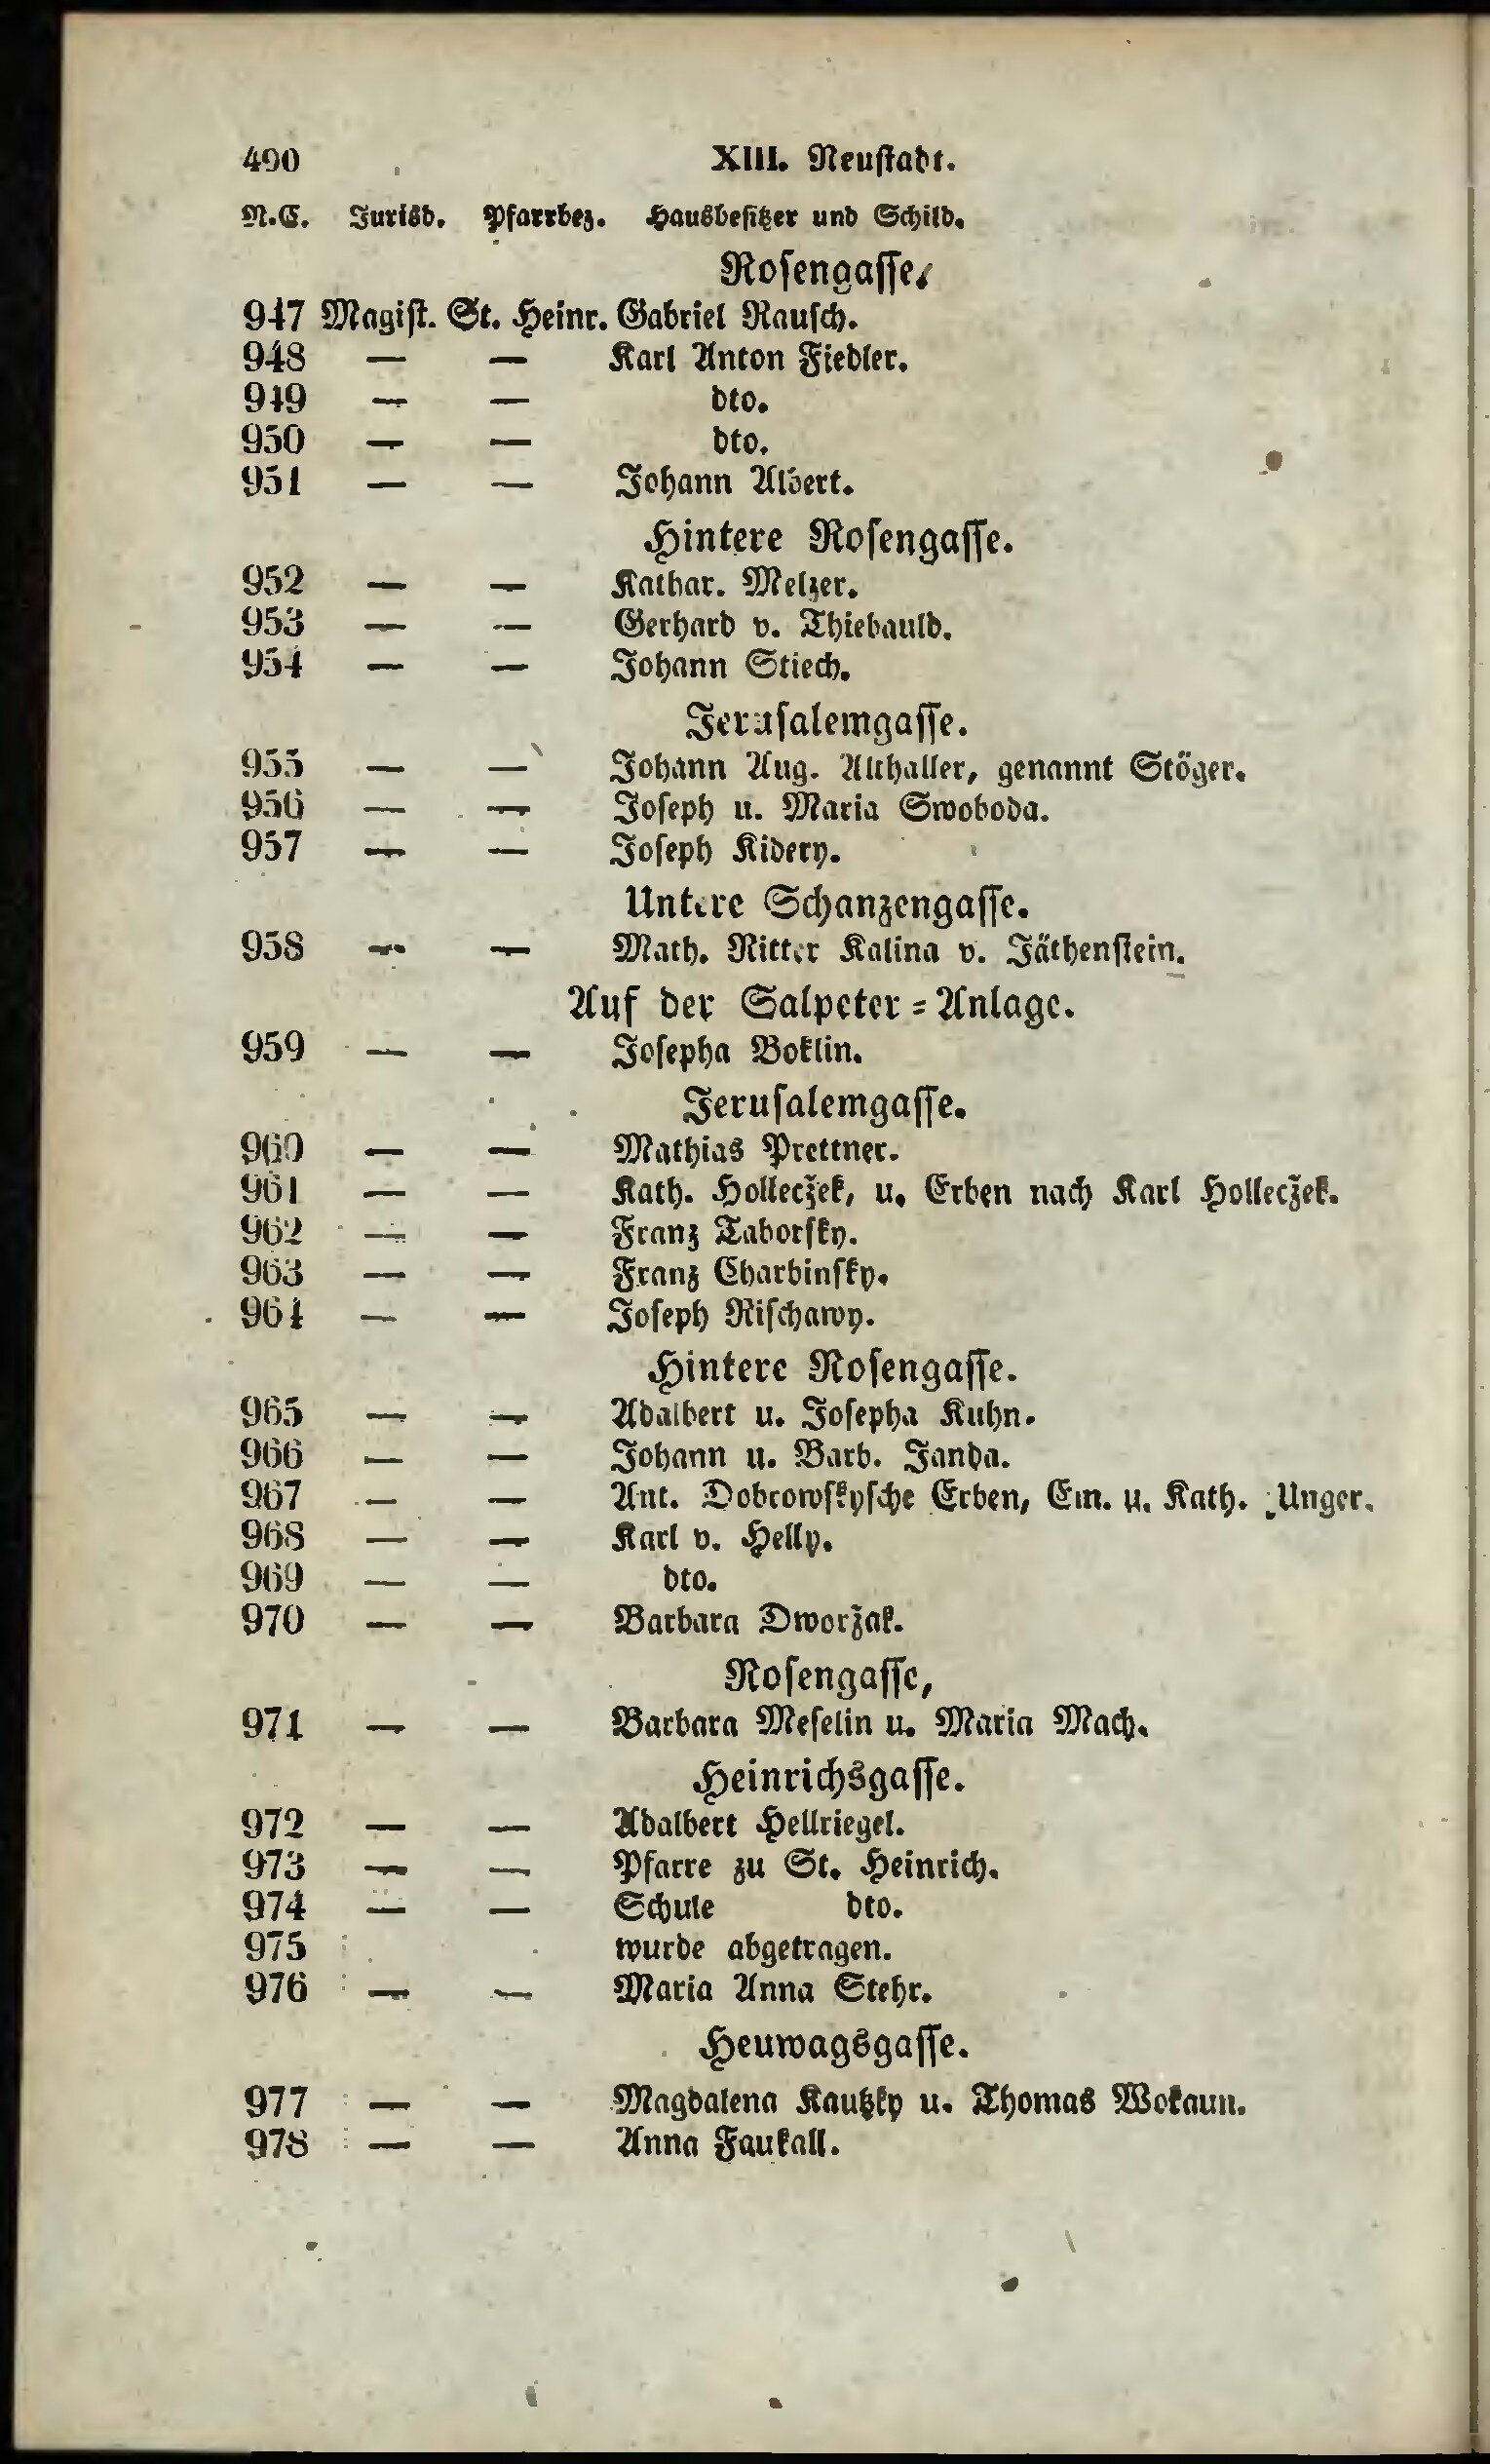 490 XIII. Neustadt.
N.C. Jurisd. Pfarrbez. Hausbesitzer und Schild.
Rosengasse.
947 Magist. St. Heinr. Gabriel Rausch.
948 — — Karl Anton Fiedler.
949 — — dto.
950 — — dto.
951 — — Johann Albert.
Hintere Rosengasse.
952 — — Kathar. Melzer.
953 — — Gerhard v. Thiebauld.
954 — — Johann Stiech.
Jerusalemgasse.
955 — — Johann Aug. Althaller, genannt Stöger.
956 — — Joseph u. Maria Swoboda.
957 — — Joseph Kidery.
Untere Schanzengasse.
958 — — Math. Ritter Kalina v. Jäthenstein.
Auf der Salpeter=Anlage.
959 — — Josepha Boklin.
Jerusalemgasse.
960 — — Mathias Prettner.
961 — — Kath. Holleczek, u. Erben nach Karl Holleczek.
962 — — Franz Taborsky.
963 — — Franz Charbinsky.
964 — — Joseph Rischawy.
Hintere Rosengasse.
965 — — Adalbert u. Josepha Kuhn.
966 — — Johann u. Barb. Janda.
967 — — Ant. Dobrowskysche Erben, Em. u. Kath. Unger.
968 — — Karl v. Helly.
969 — — dto.
970 — — Barbara Dworžak.
Rosengasse,
971 — — Barbara Meselin u. Maria Mach.
Heinrichsgasse.
972 — — Adalbert Hellriegel.
973 — — Pfarre zu St. Heinrich.
974 — — Schule dto.
975 wurde abgetragen.
976 — — Maria Anna Stehr.
Heuwagsgasse.
977 — — Magdalena Kautzky u. Thomas Wokaun.
978 — — Anna Faukall.